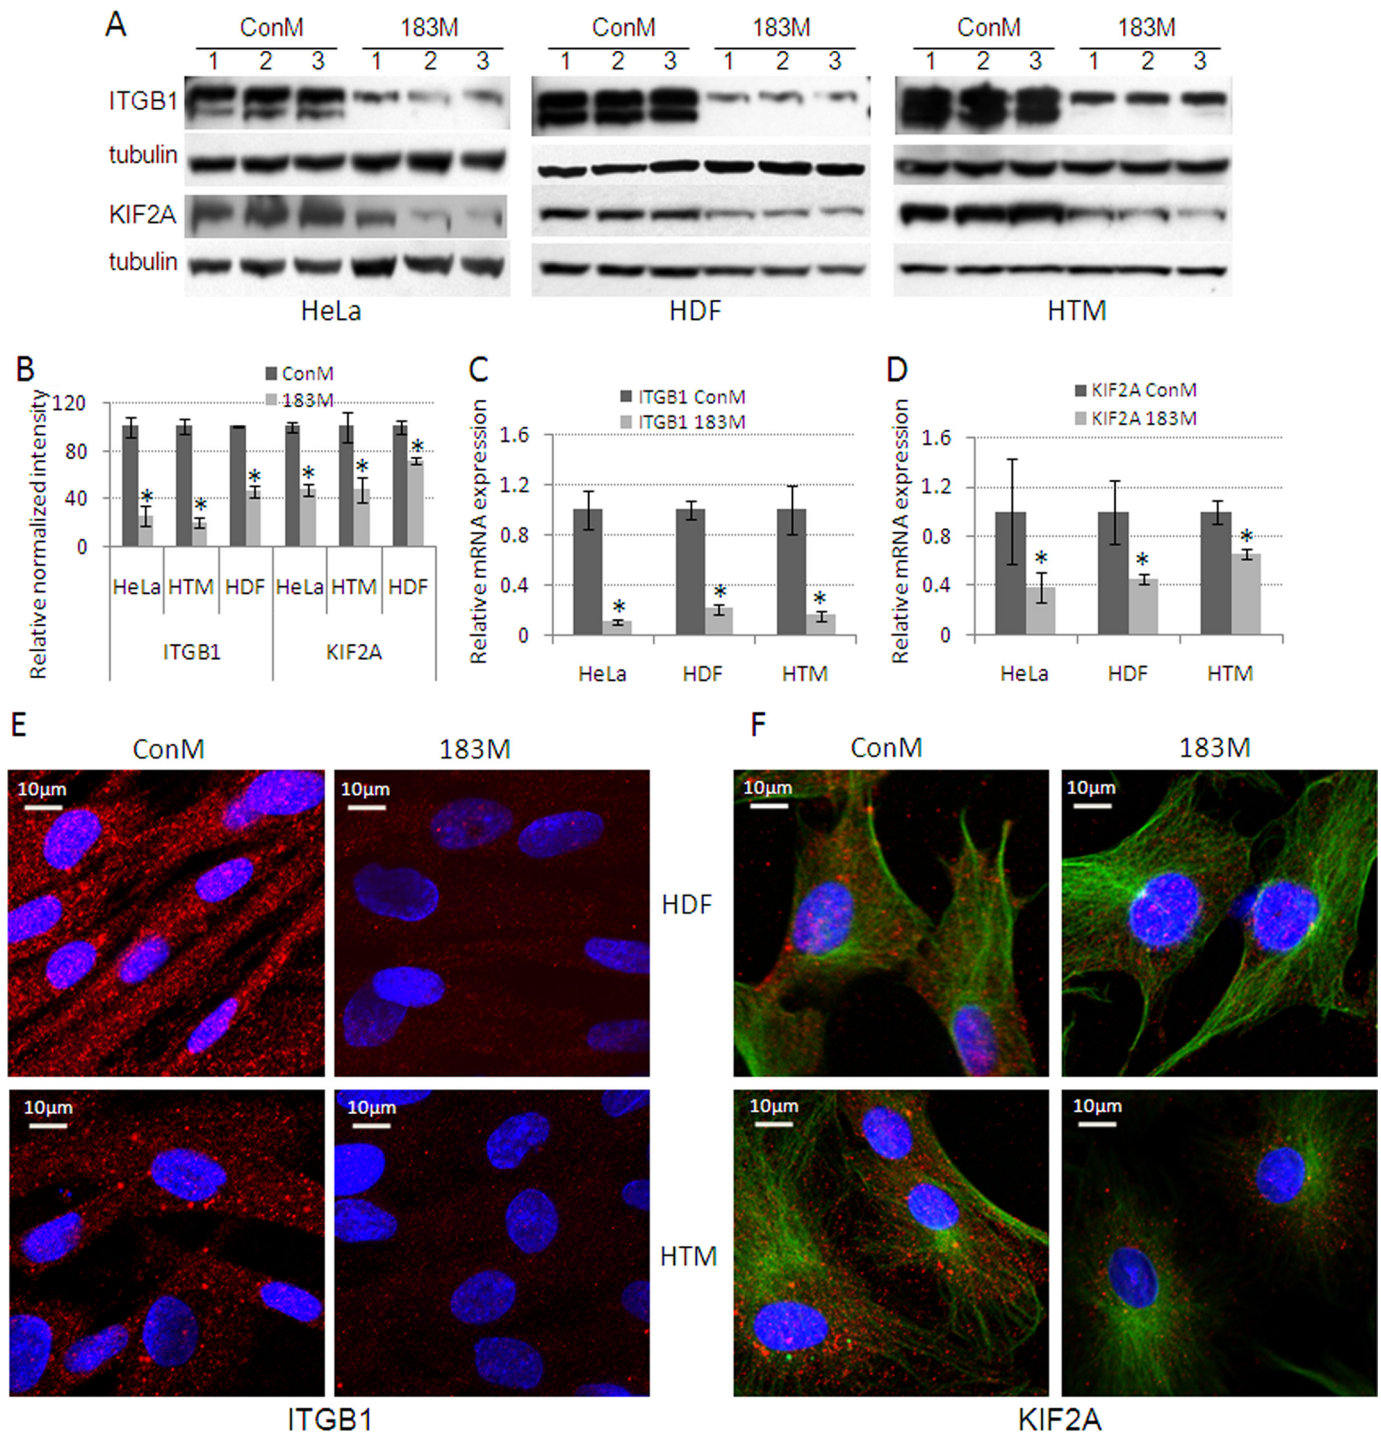 A
ConM 183M ConM 183M ConM 183M
1 2 3 1 2 3 1 2 3 1 2 3 1 2 3 1 2 3
ITGB1
tubulin
KIF2A
tubulin
HeLa HDF HTM
B
ConM
183M
Relative normalized intensity
120
80
40
0
HeLa HTM HDF HeLa HTM HDF
ITGB1 KIF2A
* * * * * *
C
ITGB1 ConM
ITGB1 183M
Relative mRNA expression
1.6
1.2
0.8
0.4
0
* * *
HeLa HDF HTM
D
KIF2A ConM
KIF2A 183M
Relative mRNA expression
1.6
1.2
0.8
0.4
0
* * *
HeLa HDF HTM
E
ConM 183M
10µm 10µm
HDF
10µm 10µm
HTM
ITGB1
F
ConM 183M
10µm 10µm
10µm 10µm
KIF2A